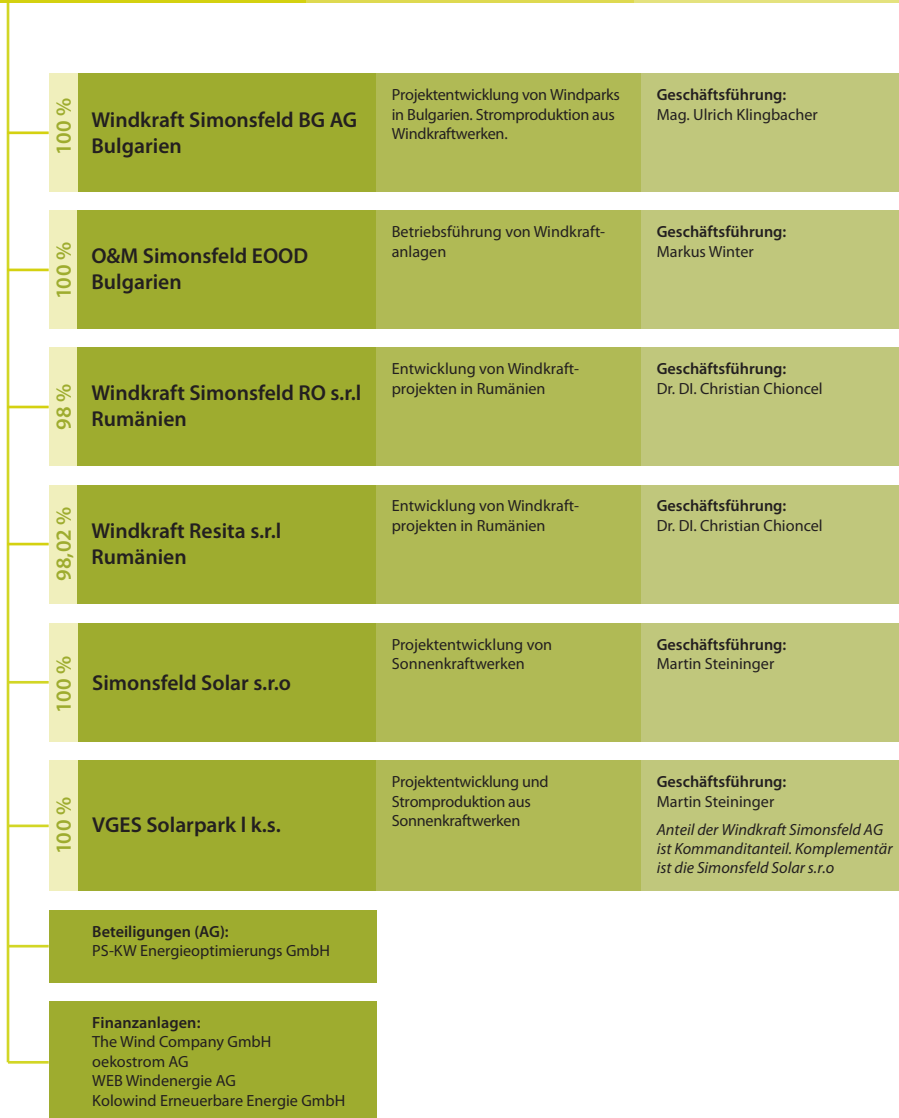 100 %
Windkraft Simonsfeld BG AG
Bulgarien
Projektentwicklung von Windparks
in Bulgarien. Stromproduktion aus
Windkraftwerken.
Geschäftsführung:
Mag. Ulrich Klingbacher
100 %
O&M Simonsfeld EOOD
Bulgarien
Betriebsführung von Windkraft-
anlagen
Geschäftsführung:
Markus Winter
98 %
Windkraft Simonsfeld RO s.r.l
Rumänien
Entwicklung von Windkraft-
projekten in Rumänien
Geschäftsführung:
Dr. DI. Christian Chioncel
98,02 %
Windkraft Resita s.r.l
Rumänien
Entwicklung von Windkraft-
projekten in Rumänien
Geschäftsführung:
Dr. DI. Christian Chioncel
100 %
Simonsfeld Solar s.r.o
Projektentwicklung von
Sonnenkraftwerken
Geschäftsführung:
Martin Steininger
100 %
VGES Solarpark I k.s.
Projektentwicklung und
Stromproduktion aus
Sonnenkraftwerken
Geschäftsführung:
Martin Steininger
Anteil der Windkraft Simonsfeld AG
ist Kommanditanteil. Komplementär
ist die Simonsfeld Solar s.r.o
Beteiligungen (AG):
PS-KW Energieoptimierungs GmbH
Finanzanlagen:
The Wind Company GmbH
oekostrom AG
WEB Windenergie AG
Kolowind Erneuerbare Energie GmbH